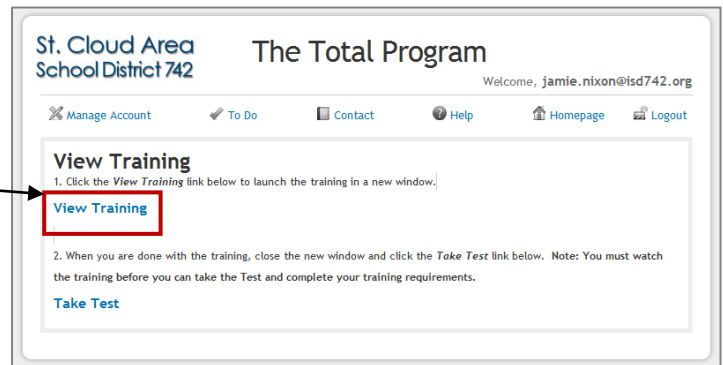 St. Cloud Area
School District 742
The Total Program
Welcome, jamie.nixon@isd742.org
Manage Account To Do Contact Help Homepage Logout
View Training
1. Click the View Training link below to launch the training in a new window.
View Training
2. When you are done with the training, close the new window and click the Take Test link below. Note: You must watch
the training before you can take the Test and complete your training requirements.
Take Test